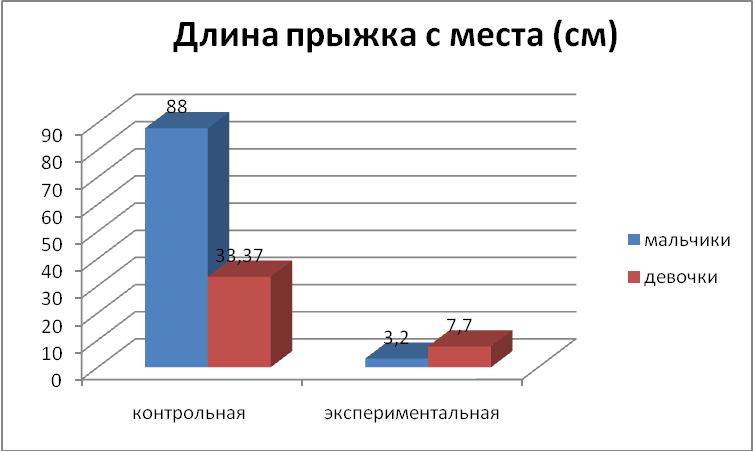 Длина прыжка с места (см)
88
90
80
70
60
50
40
30
20
10
0
33,37
3,2
7,7
мальчики
девочки
контрольная
экспериментальная